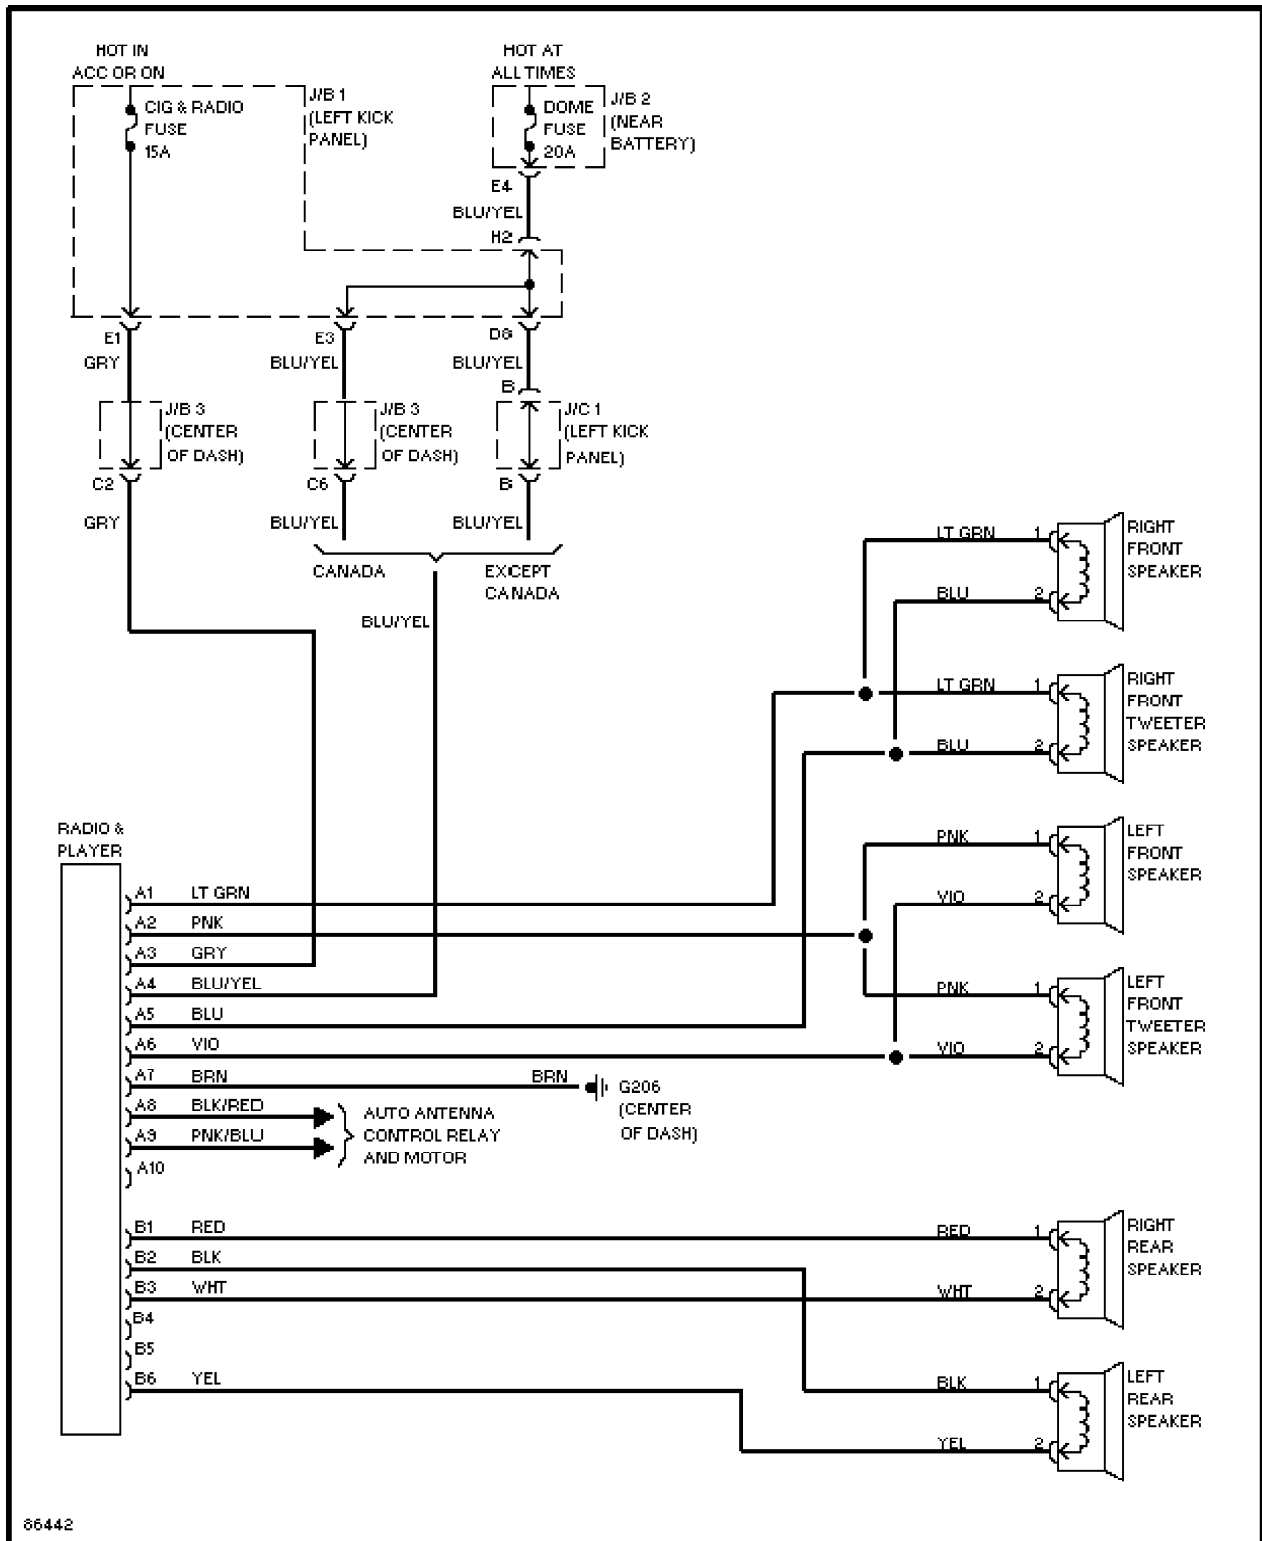 HOT IN
ACC OR ON
HOT AT
ALL TIMES
CIG & RADIO
FUSE
15A
J/B 1
(LEFT KICK
PANEL)
DOME
FUSE
20A
J/B 2
(NEAR
BATTERY)
E4
BLU/YEL
H2
E1
GRY
E3
BLU/YEL
D8
BLU/YEL
B
J/B 3
(CENTER
OF DASH)
J/B 3
(CENTER
OF DASH)
J/C 1
(LEFT KICK
PANEL)
C2
GRY
C6
BLU/YEL
B
BLU/YEL
CANADA
EXCEPT
CANADA
BLU/YEL
LT GRN 1
BLU 2
RIGHT
FRONT
SPEAKER
LT GRN 1
BLU 2
RIGHT
FRONT
TWEETER
SPEAKER
PNK 1
VIO 2
LEFT
FRONT
SPEAKER
PNK 1
VIO 2
LEFT
FRONT
TWEETER
SPEAKER
RADIO &
PLAYER
A1 LT GRN
A2 PNK
A3 GRY
A4 BLU/YEL
A5 BLU
A6 VIO
A7 BRN BRN
G206
(CENTER
OF DASH)
A8 BLK/RED
A9 PNK/BLU
AUTO ANTENNA
CONTROL RELAY
AND MOTOR
A10
B1 RED RED 1
B2 BLK
B3 WHT WHT 2
RIGHT
REAR
SPEAKER
B4
B5
B6 YEL
BLK 1
YEL 2
LEFT
REAR
SPEAKER
86442